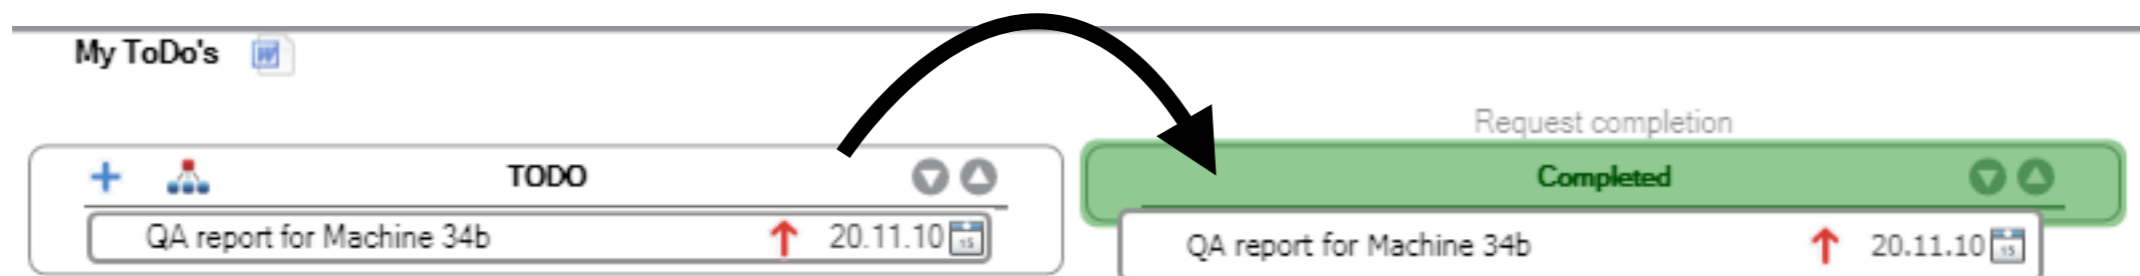 My ToDo's
Request completion
TODO
Completed
QA report for Machine 34b 20.11.10
QA report for Machine 34b 20.11.10